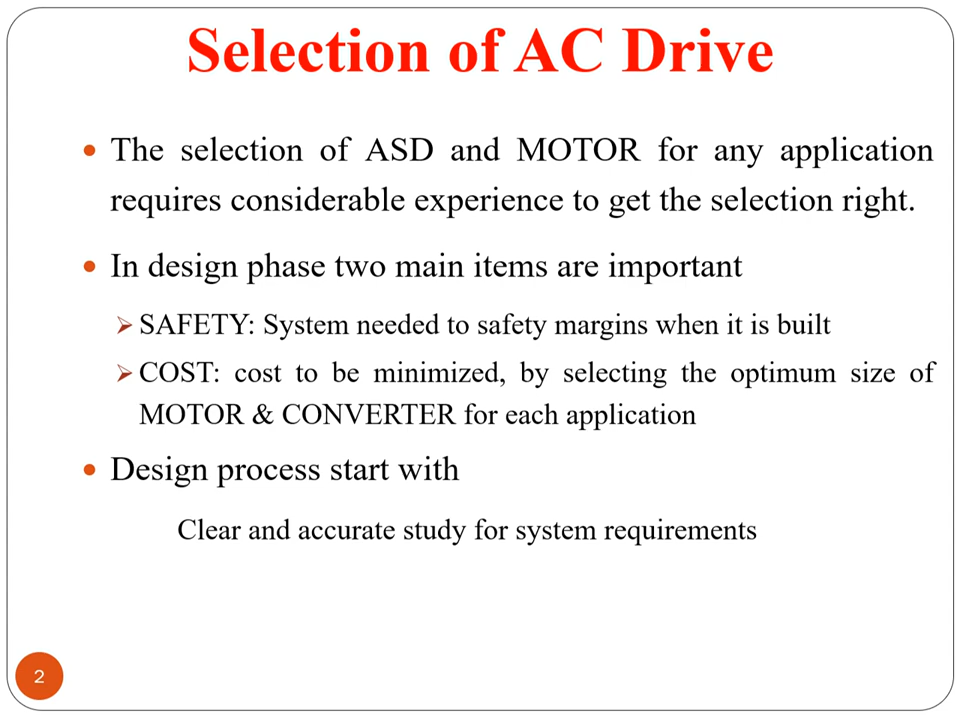 Selection of AC Drive
• The selection of ASD and MOTOR for any application
requires considerable experience to get the selection right.
• In design phase two main items are important
➢ SAFETY: System needed to safety margins when it is built
➢ COST: cost to be minimized, by selecting the optimum size of
MOTOR & CONVERTER for each application
• Design process start with
Clear and accurate study for system requirements
2